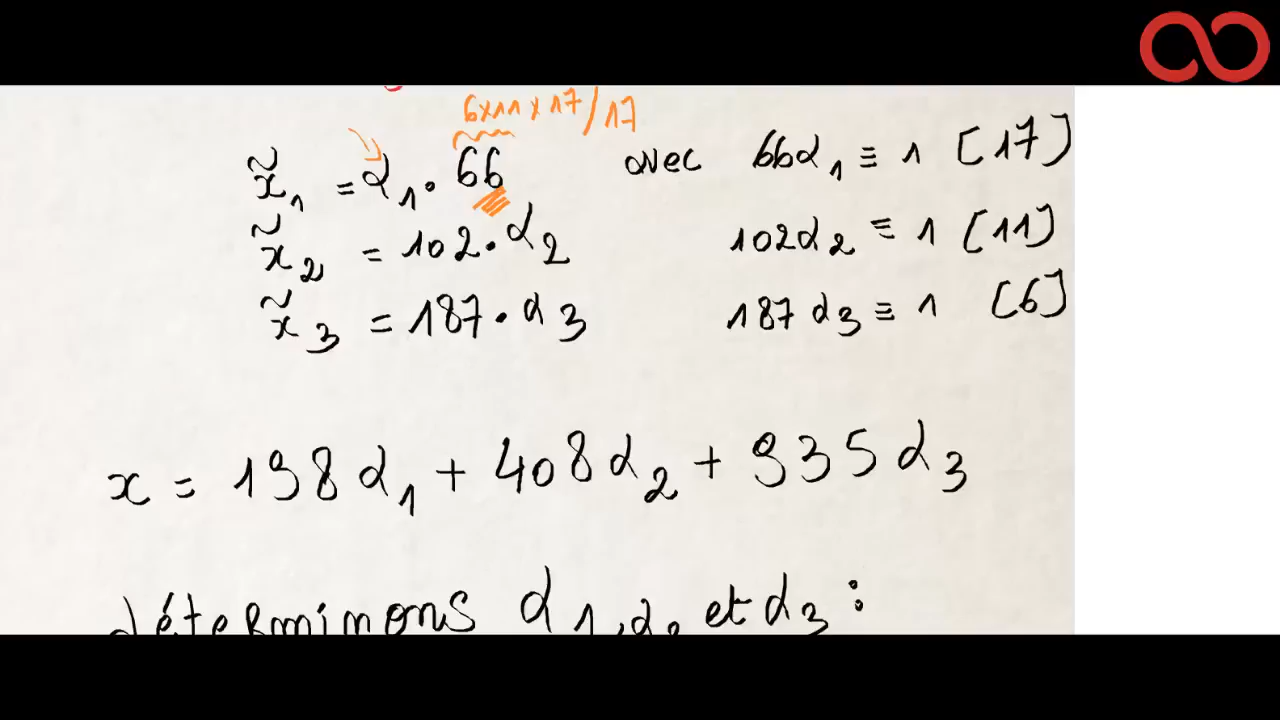 6×11×17/17
x̃₁ = α₁·66 avec 66α₁ ≡ 1 [17]
x̃₂ = 102·α₂ 102α₂ ≡ 1 [11]
x̃₃ = 187·α₃ 187α₃ ≡ 1 [6]
x = 198α₁ + 408α₂ + 935α₃
déterminons α₁,α₂ et α₃ :